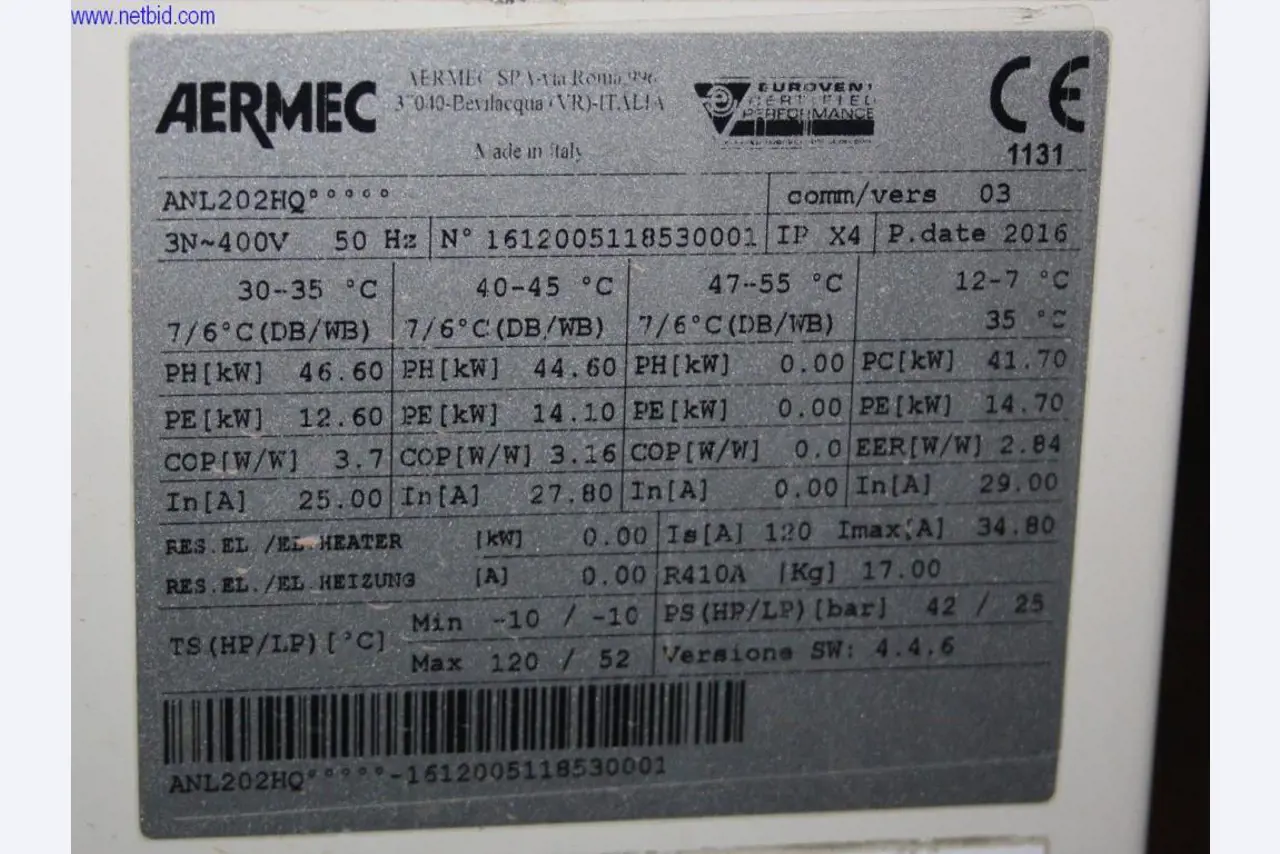 www.netbid.com
AERMEC
AERMEC SPA-via Roma 996
37040-Bevilacqua (VR)-ITALIA
Made in Italy
EUROVENT
CERTIFIED
PERFORMANCE
CE
1131
ANL202HQ°°°°° comm/vers 03
3N~400V 50 Hz N° 1612005118530001 IP X4 P.date 2016
30-35 °C 40-45 °C 47-55 °C 12-7 °C
7/6°C(DB/WB) 7/6°C(DB/WB) 7/6°C(DB/WB) 35 °C
PH[kW] 46.60 PH[kW] 44.60 PH[kW] 0.00 PC[kW] 41.70
PE[kW] 12.60 PE[kW] 14.10 PE[kW] 0.00 PE[kW] 14.70
COP[W/W] 3.7 COP[W/W] 3.16 COP[W/W] 0.0 EER[W/W] 2.84
In[A] 25.00 In[A] 27.80 In[A] 0.00 In[A] 29.00
RES.EL./EL.HEATER [kW] 0.00 Is[A] 120 Imax[A] 34.80
RES.EL./EL.HEIZUNG [A] 0.00 R410A [Kg] 17.00
TS(HP/LP)[°C] Min -10 / -10 PS(HP/LP)[bar] 42 / 25
Max 120 / 52 Versione SW: 4.4.6
ANL202HQ°°°°°-1612005118530001